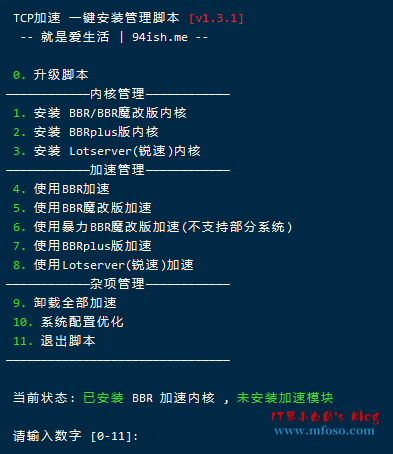 TCP加速 一键安装管理脚本 [v1.3.1]
-- 就是爱生活 | 94ish.me --
0. 升级脚本
————————————内核管理————————————
1. 安装 BBR/BBR魔改版内核
2. 安装 BBRplus版内核
3. 安装 Lotserver(锐速)内核
————————————加速管理————————————
4. 使用BBR加速
5. 使用BBR魔改版加速
6. 使用暴力BBR魔改版加速(不支持部分系统)
7. 使用BBRplus版加速
8. 使用Lotserver(锐速)加速
————————————杂项管理————————————
9. 卸载全部加速
10. 系统配置优化
11. 退出脚本
————————————————————————————————
当前状态: 已安装 BBR 加速内核 , 未安装加速模块
请输入数字 [0-11]:
IT界小白的's Blog
www.mfoso.com